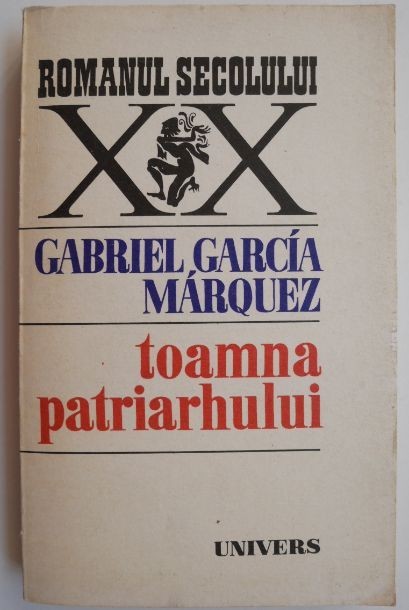 ROMANUL SECOLULUI
XX
GABRIEL GARCÍA
MÁRQUEZ
toamna
patriarhului
UNIVERS